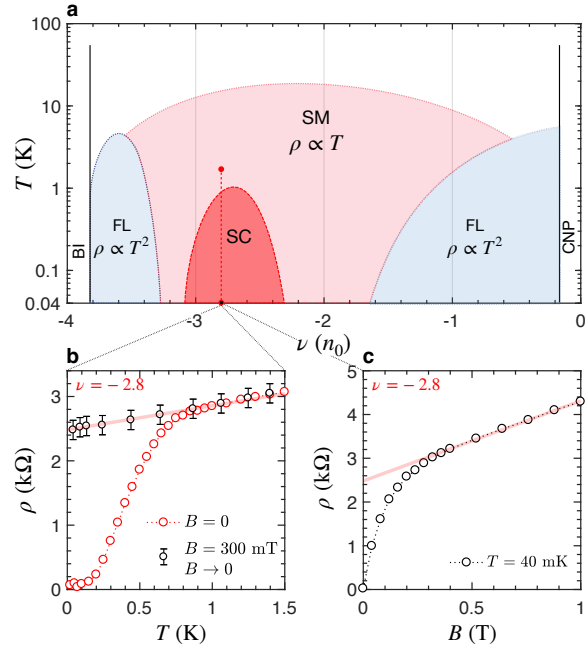 a
100
10
1
0.1
0.04
T (K)
SM
ρ ∝ T
FL
ρ ∝ T²
SC
FL
ρ ∝ T²
BI
CNP
-4
-3
-2
-1
0
ν (n₀)
b
ν = − 2.8
3
2
1
0
ρ (kΩ)
B = 0
B = 300 mT
B → 0
0
0.5
1.0
1.5
T (K)
c
ν = − 2.8
5
4
3
2
1
0
ρ (kΩ)
T = 40 mK
0
0.5
1
B (T)